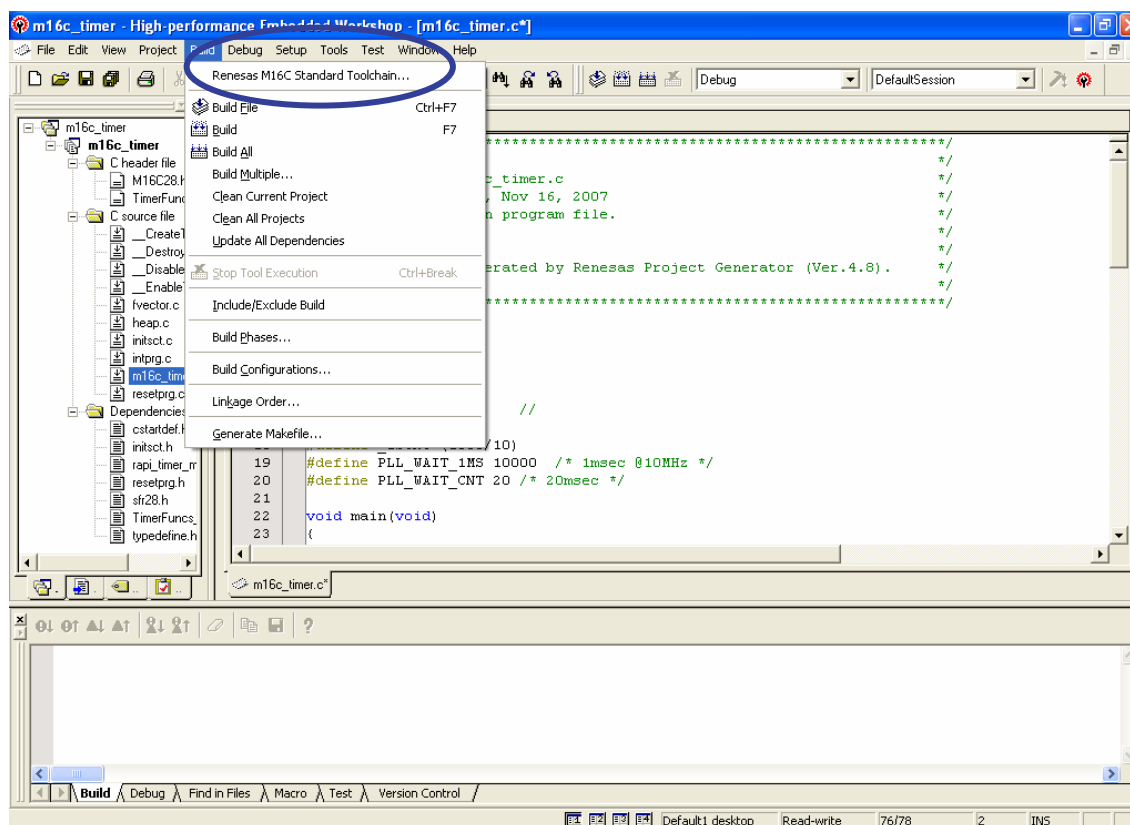 m16c_timer - High-performance Embedded Workshop - [m16c_timer.c*]
File Edit View Project Build Debug Setup Tools Test Window Help
Debug
DefaultSession
Renesas M16C Standard Toolchain...
Build File Ctrl+F7
Build F7
Build All
Build Multiple...
Clean Current Project
Clean All Projects
Update All Dependencies
Stop Tool Execution Ctrl+Break
Include/Exclude Build
Build Phases...
Build Configurations...
Linkage Order...
Generate Makefile...
m16c_timer
m16c_timer
C header file
M16C28.h
TimerFunc
C source file
__CreateT
__Destroy
__Disable
__EnableT
fvector.c
heap.c
initsct.c
intprg.c
m16c_time
resetprg.c
Dependencies
cstartdef.h
initsct.h
rapi_timer_m
resetprg.h
sfr28.h
TimerFuncs_
typedefine.h
***************************************************/
*/
c_timer.c */
, Nov 16, 2007 */
n program file. */
*/
*/
erated by Renesas Project Generator (Ver.4.8). */
*/
***************************************************/
//
/10)
19 #define PLL_WAIT_1MS 10000 /* 1msec @10MHz */
20 #define PLL_WAIT_CNT 20 /* 20msec */
21
22 void main(void)
23 {
m16c_timer.c*
Build Debug Find in Files Macro Test Version Control
Default1 desktop Read-write 76/78 2 INS